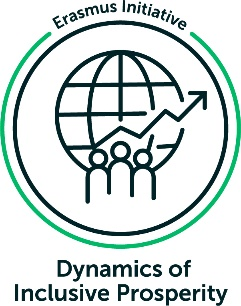 Erasmus Initiative
Dynamics of
Inclusive Prosperity